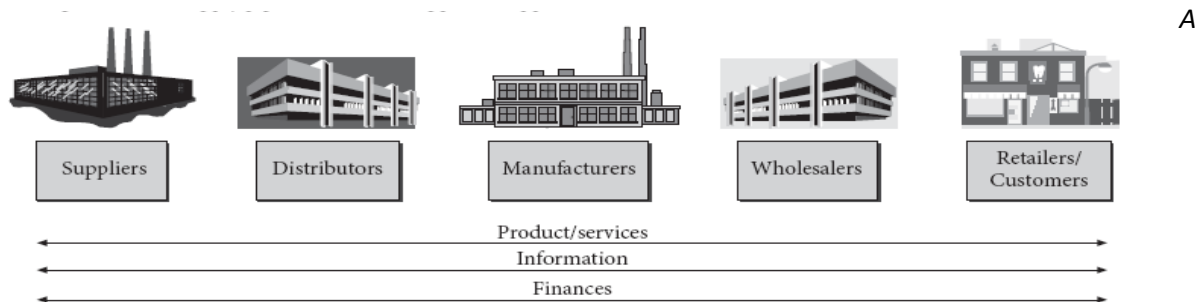 A
Suppliers
Distributors
Manufacturers
Wholesalers
Retailers/
Customers
Product/services
Information
Finances